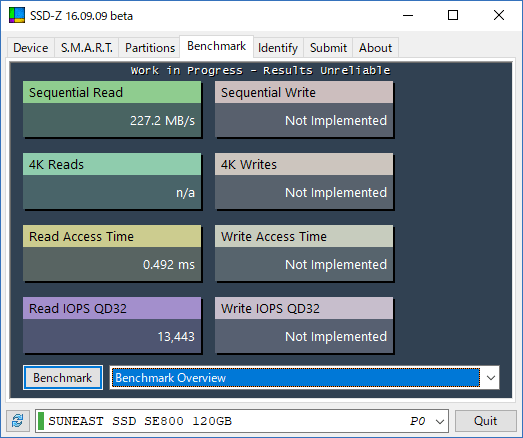 SSD-Z 16.09.09 beta
Device S.M.A.R.T. Partitions Benchmark Identify Submit About
Work in Progress - Results Unreliable
Sequential Read Sequential Write
227.2 MB/s Not Implemented
4K Reads 4K Writes
n/a Not Implemented
Read Access Time Write Access Time
0.492 ms Not Implemented
Read IOPS QD32 Write IOPS QD32
13,443 Not Implemented
Benchmark Benchmark Overview
SUNEAST SSD SE800 120GB P0 Quit